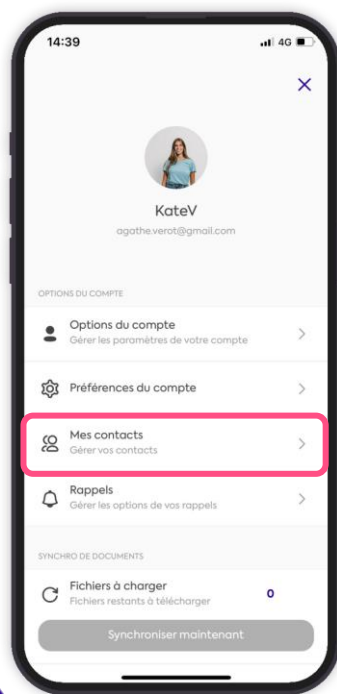 14:39
4G
KateV
agathe.verot@gmail.com
OPTIONS DU COMPTE
Options du compte
Gérer les paramètres de votre compte
Préférences du compte
Mes contacts
Gérer vos contacts
Rappels
Gérer les options de vos rappels
SYNCHRO DE DOCUMENTS
Fichiers à charger
0
Fichiers restants à télécharger
Synchroniser maintenant